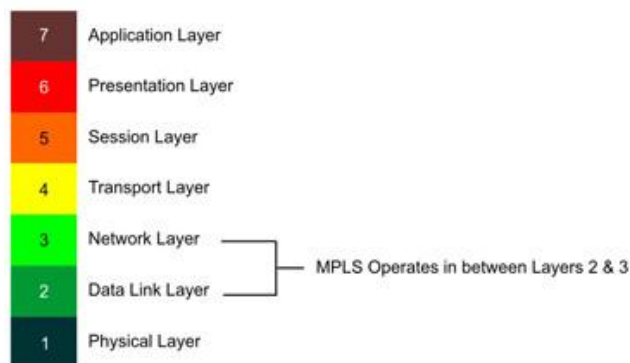 7 Application Layer
6 Presentation Layer
5 Session Layer
4 Transport Layer
3 Network Layer
MPLS Operates in between Layers 2 & 3
2 Data Link Layer
1 Physical Layer